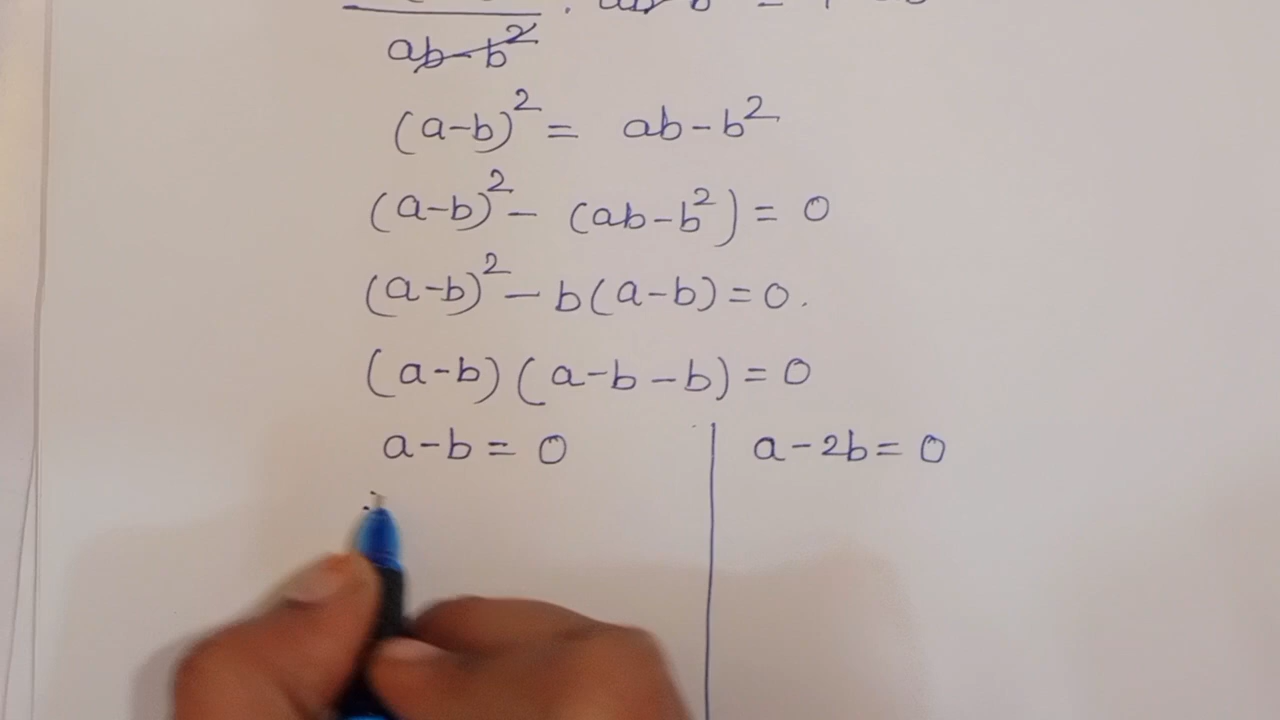 ab-b²
(a-b)² = ab-b²
(a-b)² - (ab-b²) = 0
(a-b)² - b(a-b) = 0.
(a-b)(a-b-b) = 0
a-b = 0 | a-2b = 0